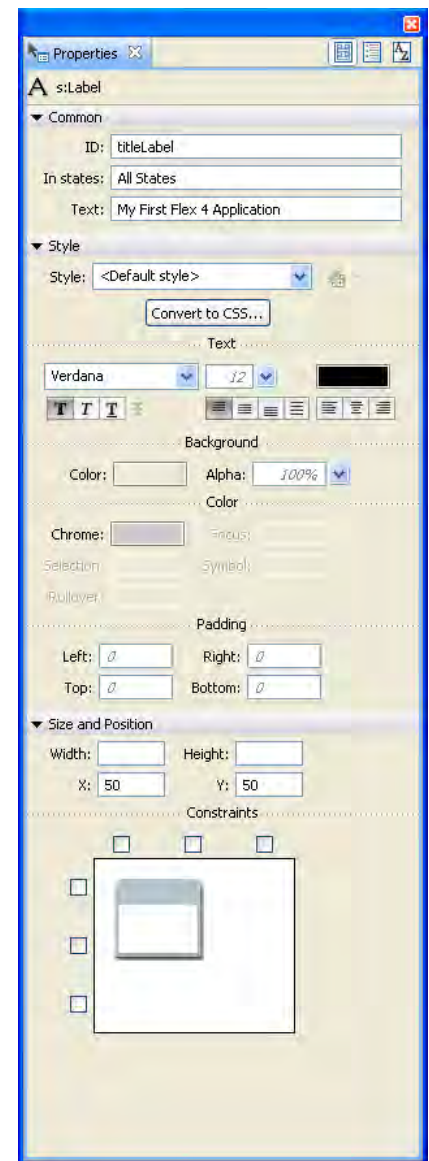 Properties
A s:Label
Common
ID: titleLabel
In states: All States
Text: My First Flex 4 Application
Style
Style: <Default style>
Convert to CSS...
Text
Verdana 12
T T T T
Background
Color: Alpha: 100%
Color
Chrome: Focus:
Selection: Symbol:
Rollover:
Padding
Left: 0 Right: 0
Top: 0 Bottom: 0
Size and Position
Width: Height:
X: 50 Y: 50
Constraints